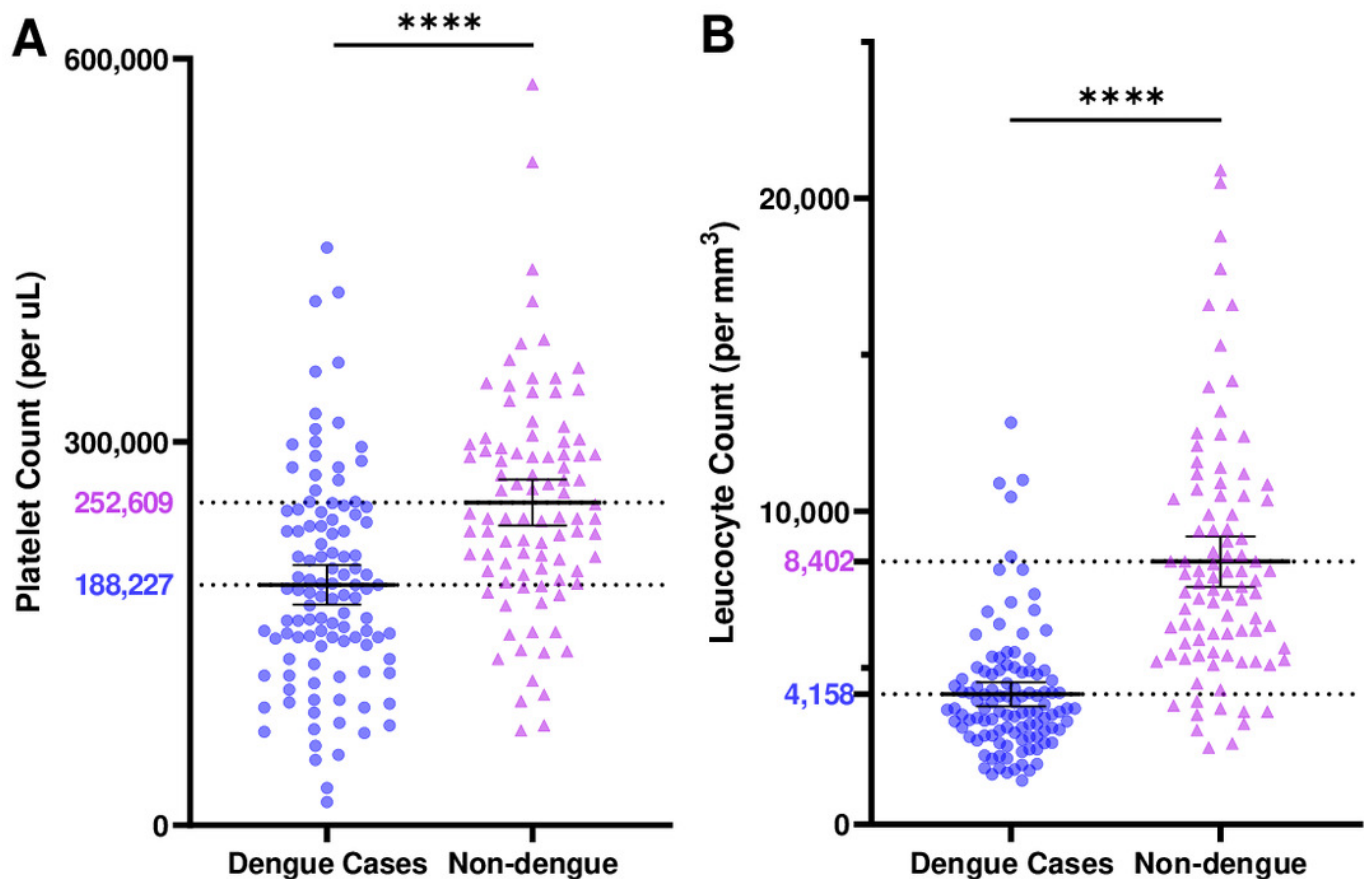 A
****
600,000
300,000
252,609
188,227
0
Platelet Count (per uL)
Dengue Cases
Non-dengue
B
****
20,000
10,000
8,402
4,158
0
Leucocyte Count (per mm³)
Dengue Cases
Non-dengue